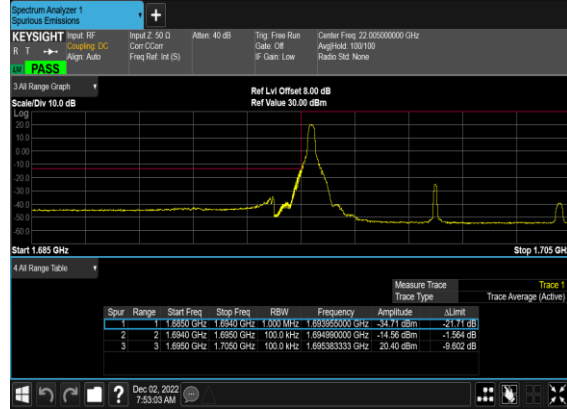 Spectrum Analyzer 1
Spurious Emissions
KEYSIGHT Input: RF Input Z: 50 Ω Atten: 40 dB Trig: Free Run Center Freq: 22.005000000 GHz
R T Coupling: DC Corr CCorr Gate: Off Avg|Hold: 100/100
Align: Auto Freq Ref: Int (S) IF Gain: Low Radio Std: None
PASS
3 All Range Graph
Ref Lvl Offset 8.00 dB
Scale/Div 10.0 dB Ref Value 30.00 dBm
Log
20.0
10.0
0.00
-10.0
-20.0
-30.0
-40.0
-50.0
-60.0
Start 1.685 GHz Stop 1.705 GHz
4 All Range Table
Measure Trace Trace 1
Trace Type Trace Average (Active)
Spur Range Start Freq Stop Freq RBW Frequency Amplitude ΔLimit
1 1 1.6850 GHz 1.6940 GHz 1.000 MHz 1.693955000 GHz -34.71 dBm -21.71 dB
2 2 1.6940 GHz 1.6950 GHz 100.0 kHz 1.694990000 GHz -14.56 dBm -1.564 dB
3 3 1.6950 GHz 1.7050 GHz 100.0 kHz 1.695383333 GHz 20.40 dBm -9.602 dB
? Dec 02, 2022
7:53:03 AM